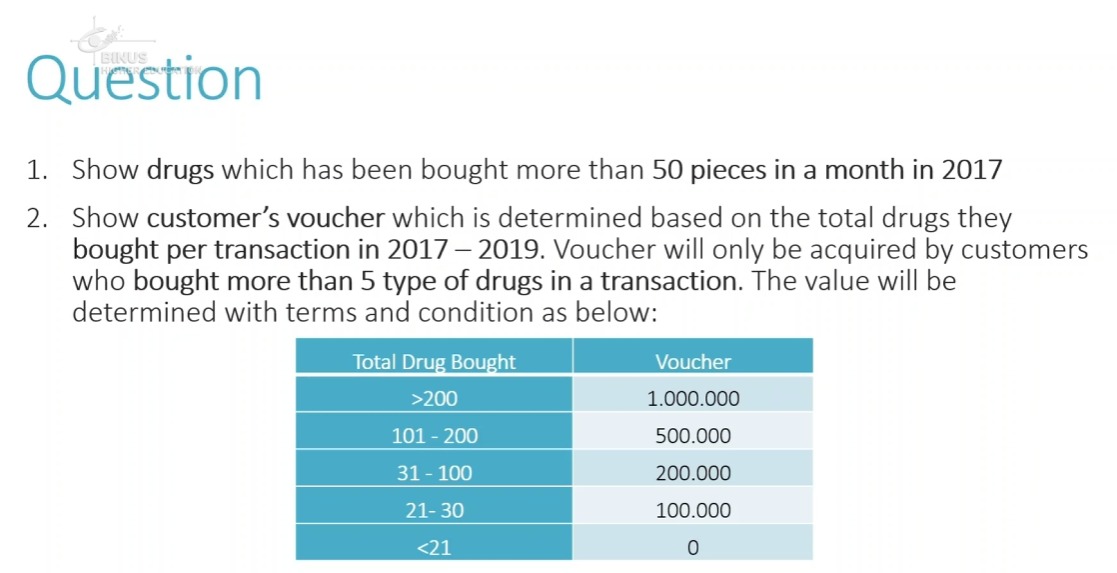 BINUS
HIGHER EDUCATION
Question
1. Show drugs which has been bought more than 50 pieces in a month in 2017
2. Show customer’s voucher which is determined based on the total drugs they
bought per transaction in 2017 – 2019. Voucher will only be acquired by customers
who bought more than 5 type of drugs in a transaction. The value will be
determined with terms and condition as below:
Total Drug Bought Voucher
>200 1.000.000
101 - 200 500.000
31 - 100 200.000
21- 30 100.000
<21 0